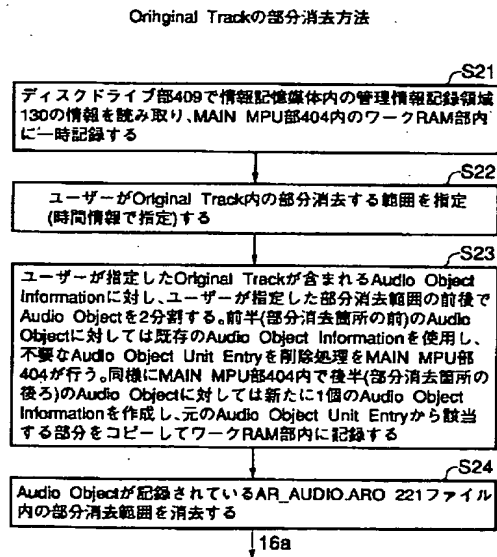 Orihginal Trackの部分消去方法
S21
ディスクドライブ部409で情報記憶媒体内の管理情報記録領域
130の情報を読み取り、MAIN MPU部404内のワークRAM部内
に一時記録する
S22
ユーザーがOriginal Track内の部分消去する範囲を指定
(時間情報で指定)する
S23
ユーザーが指定したOriginal Trackが含まれるAudio Object
Informationに対し、ユーザーが指定した部分消去範囲の前後で
Audio Objectを2分割する。前半(部分消去箇所の前)のAudio
Objectに対しては既存のAudio Object Informationを使用し、
不要なAudio Object Unit Entryを削除処理をMAIN MPU部
404が行う。同様にMAIN MPU部404内で後半(部分消去箇所の
後ろ)のAudio Objectに対しては新たに1個のAudio Object
Informationを作成し、元のAudio Object Unit Entryから該当
する部分をコピーしてワークRAM部内に記録する
S24
Audio Objectが記録されているAR_AUDIO.ARO 221ファイル
内の部分消去範囲を消去する
16a